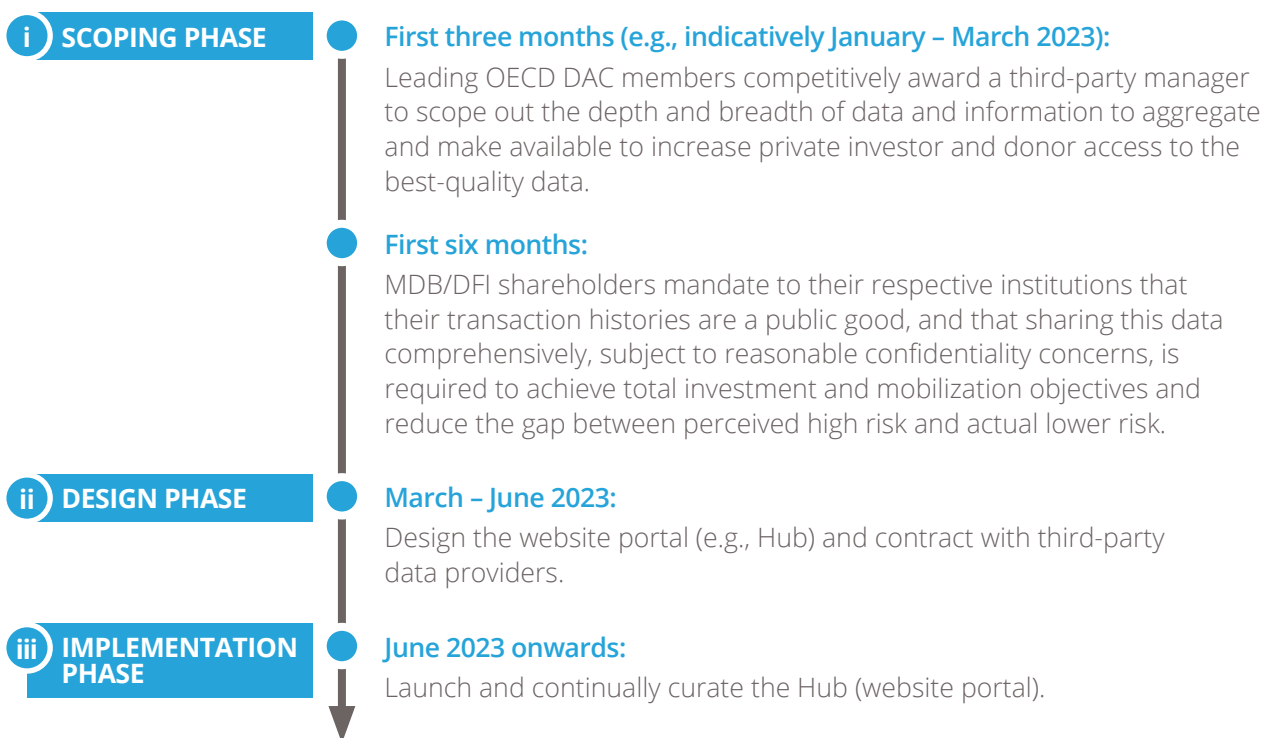 i SCOPING PHASE
First three months (e.g., indicatively January – March 2023):
Leading OECD DAC members competitively award a third-party manager
to scope out the depth and breadth of data and information to aggregate
and make available to increase private investor and donor access to the
best-quality data.
First six months:
MDB/DFI shareholders mandate to their respective institutions that
their transaction histories are a public good, and that sharing this data
comprehensively, subject to reasonable confidentiality concerns, is
required to achieve total investment and mobilization objectives and
reduce the gap between perceived high risk and actual lower risk.
ii DESIGN PHASE
March – June 2023:
Design the website portal (e.g., Hub) and contract with third-party
data providers.
iii IMPLEMENTATION
PHASE
June 2023 onwards:
Launch and continually curate the Hub (website portal).